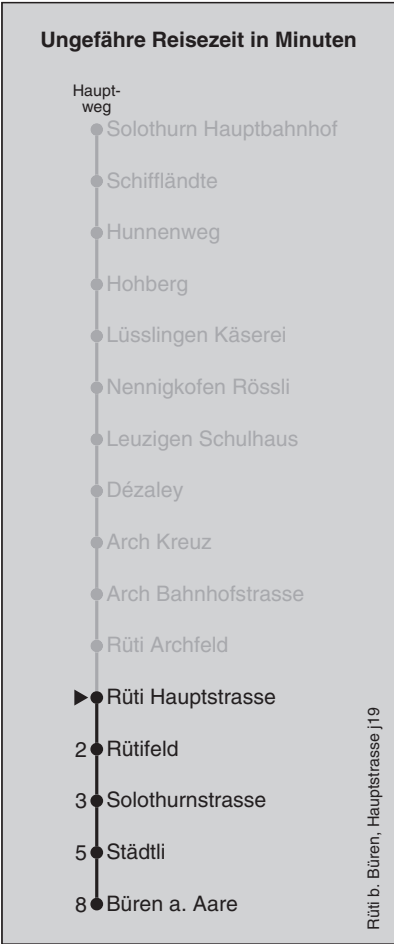 Ungefähre Reisezeit in Minuten
Haupt-
weg
Solothurn Hauptbahnhof
Schiffländte
Hunnenweg
Hohberg
Lüsslingen Käserei
Nennigkofen Rössli
Leuzigen Schulhaus
Dézaley
Arch Kreuz
Arch Bahnhofstrasse
Rüti Archfeld
Rüti Hauptstrasse
2 Rütifeld
3 Solothurnstrasse
5 Städtli
8 Büren a. Aare
Rüti b. Büren, Hauptstrasse j19